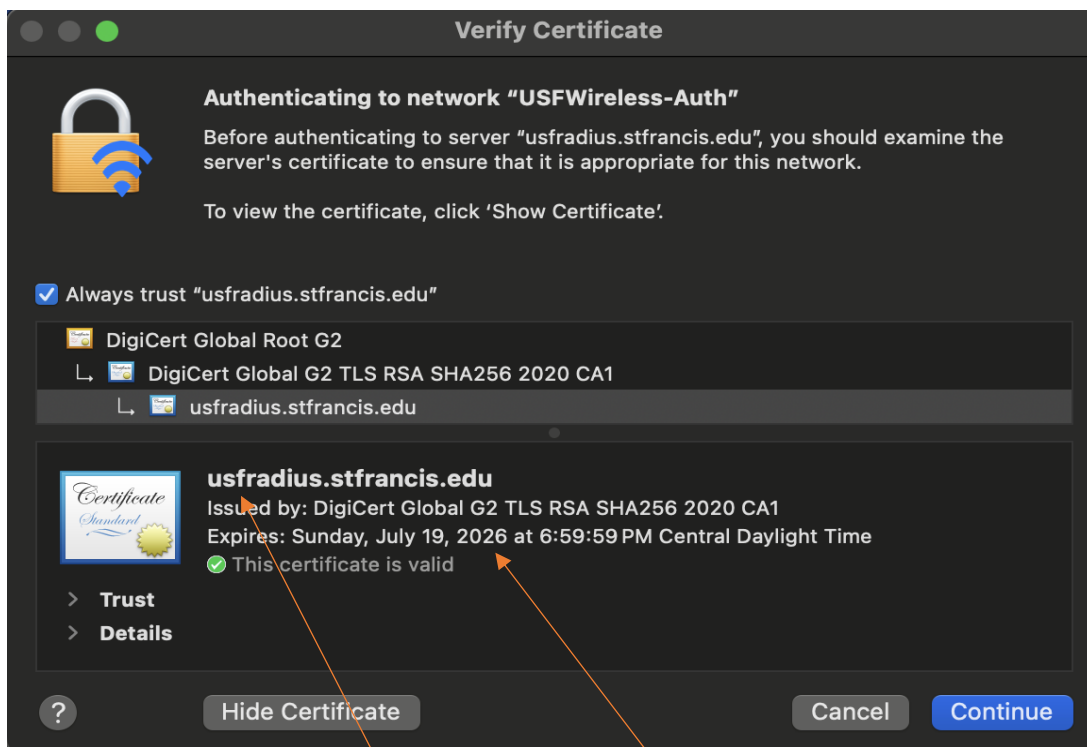 Verify Certificate
Authenticating to network “USFWireless-Auth”
Before authenticating to server “usfradius.stfrancis.edu”, you should examine the
server's certificate to ensure that it is appropriate for this network.
To view the certificate, click ‘Show Certificate’.
Always trust “usfradius.stfrancis.edu”
DigiCert Global Root G2
DigiCert Global G2 TLS RSA SHA256 2020 CA1
usfradius.stfrancis.edu
Certificate
Standard
usfradius.stfrancis.edu
Issued by: DigiCert Global G2 TLS RSA SHA256 2020 CA1
Expires: Sunday, July 19, 2026 at 6:59:59 PM Central Daylight Time
This certificate is valid
> Trust
> Details
? Hide Certificate Cancel Continue